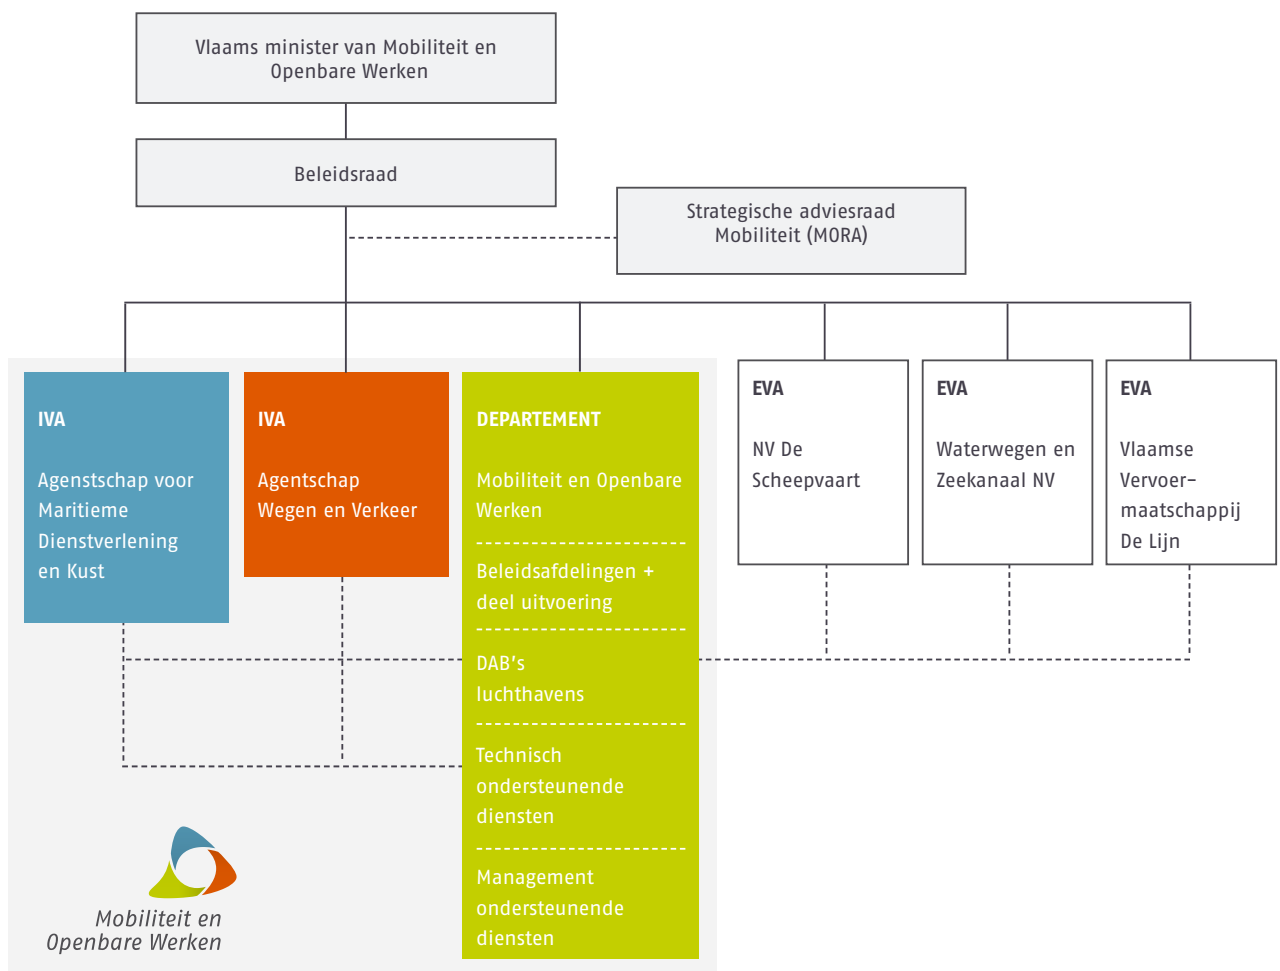 Vlaams minister van Mobiliteit en
Openbare Werken
Beleidsraad
Strategische adviesraad
Mobiliteit (MORA)
IVA
Agenstschap voor
Maritieme
Dienstverlening
en Kust
IVA
Agentschap
Wegen en Verkeer
DEPARTEMENT
Mobiliteit en Openbare
Werken
Beleidsafdelingen +
deel uitvoering
DAB's
luchthavens
Technisch
ondersteunende
diensten
Management
ondersteunende
diensten
EVA
NV De
Scheepvaart
EVA
Waterwegen en
Zeekanaal NV
EVA
Vlaamse
Vervoer-
maatschappij
De Lijn
Mobiliteit en
Openbare Werken